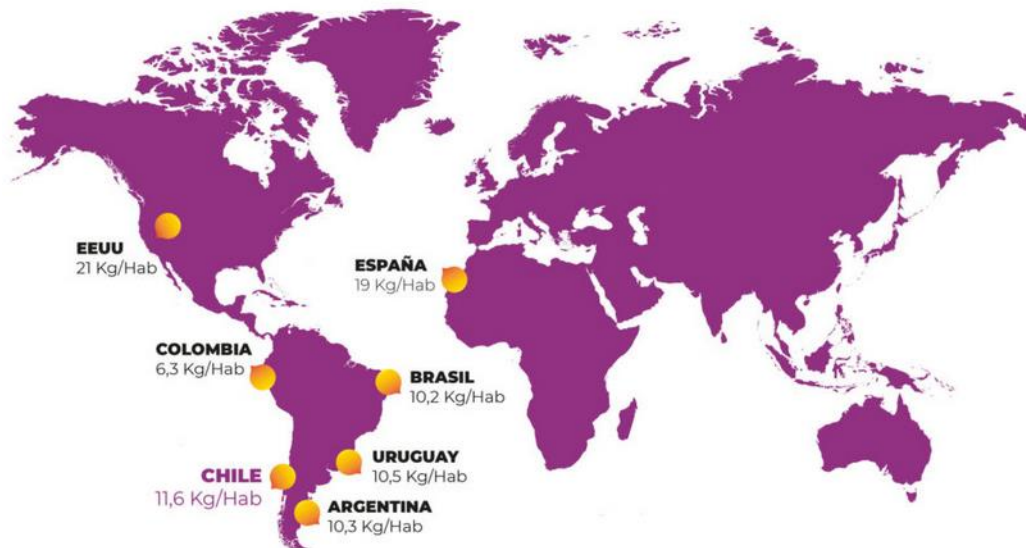 EEUU
21 Kg/Hab
ESPAÑA
19 Kg/Hab
COLOMBIA
6,3 Kg/Hab
BRASIL
10,2 Kg/Hab
URUGUAY
10,5 Kg/Hab
CHILE
11,6 Kg/Hab
ARGENTINA
10,3 Kg/Hab